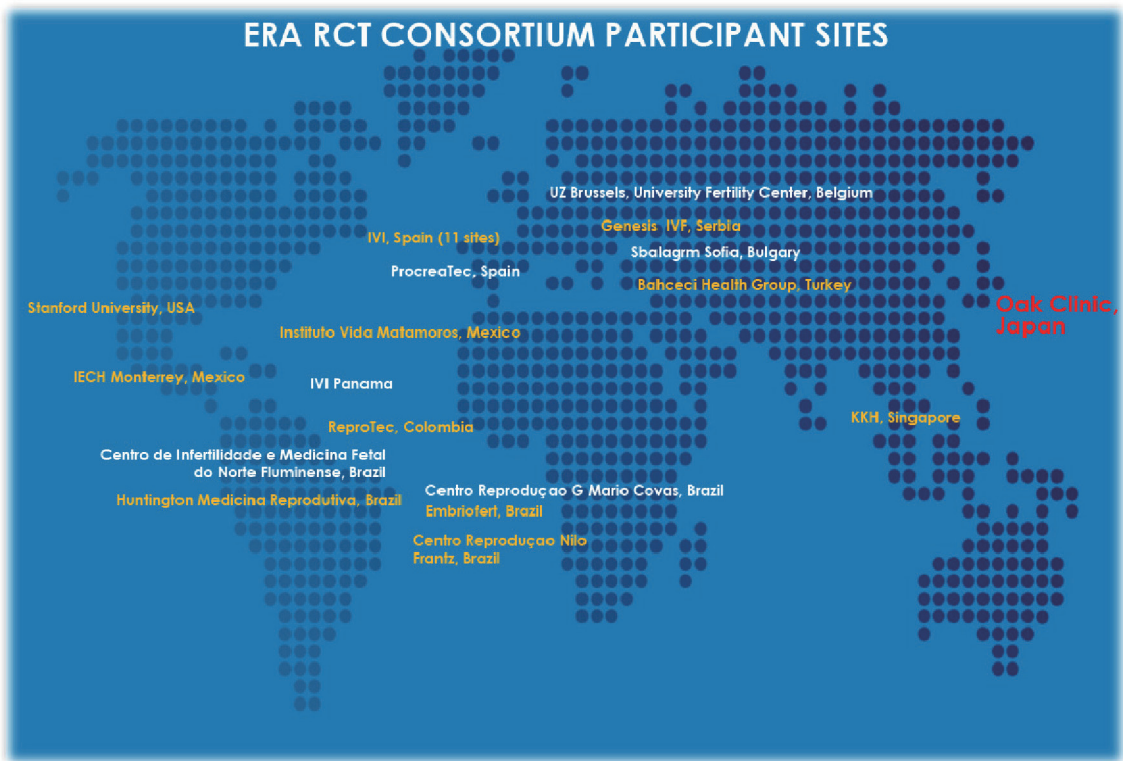 ERA RCT CONSORTIUM PARTICIPANT SITES
UZ Brussels, University Fertility Center, Belgium
Genesis IVF, Serbia
IVI, Spain (11 sites)
Sbalagrm Sofia, Bulgary
ProcreaTec, Spain
Bahceci Health Group, Turkey
Stanford University, USA
Oak Clinic,
Japan
Instituto Vida Matamoros, Mexico
IECH Monterrey, Mexico
IVI Panama
KKH, Singapore
ReproTec, Colombia
Centro de Infertilidade e Medicina Fetal
do Norte Fluminense, Brazil
Huntington Medicina Reprodutiva, Brazil
Centro Reproduçao G Mario Covas, Brazil
Embriofert, Brazil
Centro Reproduçao Nilo
Frantz, Brazil